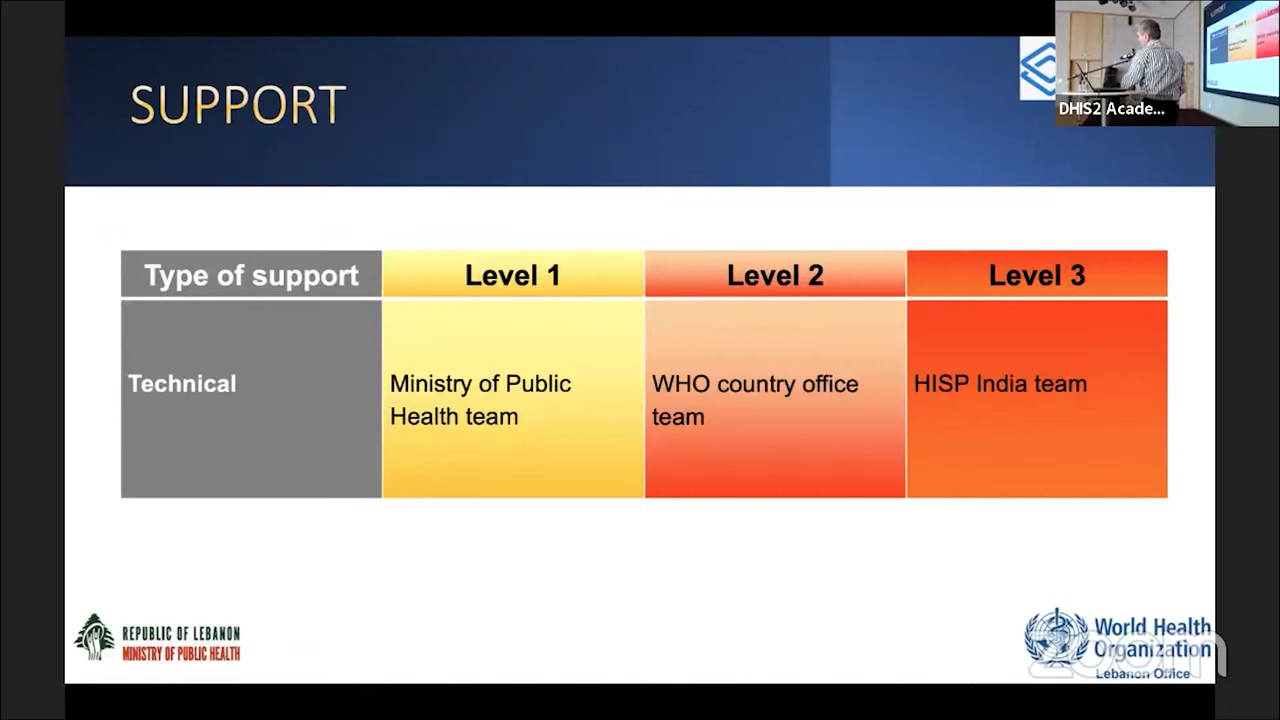 SUPPORT
DHIS2 Acade...
Type of support
Level 1
Level 2
Level 3
Technical
Ministry of Public
Health team
WHO country office
team
HISP India team
REPUBLIC OF LEBANON
MINISTRY OF PUBLIC HEALTH
World Health
Organization
Lebanon Office
zoom